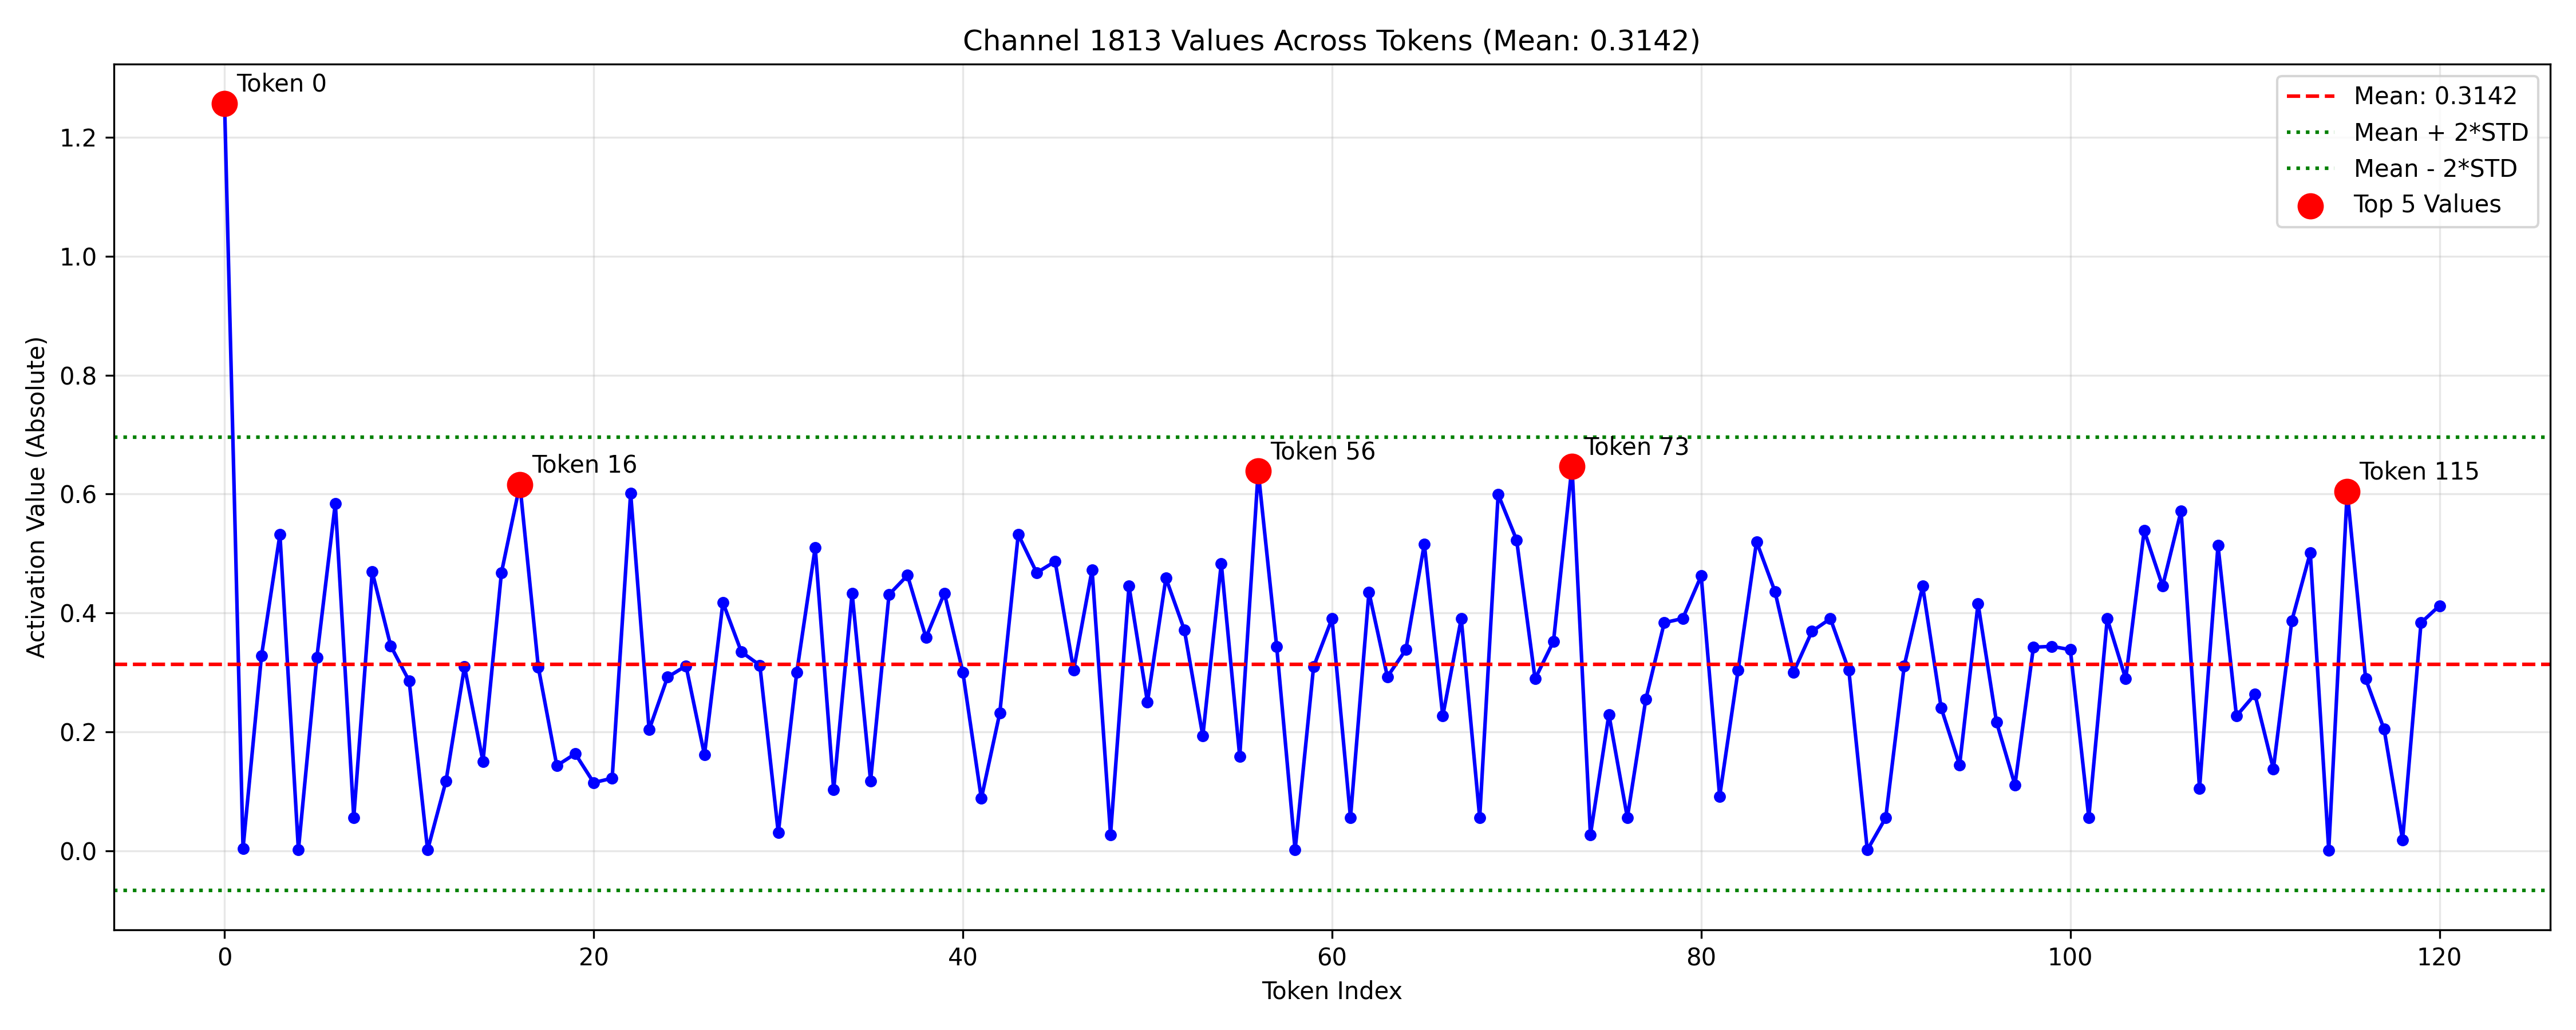 Channel 1813 Values Across Tokens (Mean: 0.3142)
Token 0
Mean: 0.3142
Mean + 2*STD
Mean - 2*STD
Top 5 Values
1.2
1.0
0.8
0.6
0.4
0.2
0.0
Activation Value (Absolute)
Token 16
Token 56
Token 73
Token 115
0
20
40
60
80
100
120
Token Index